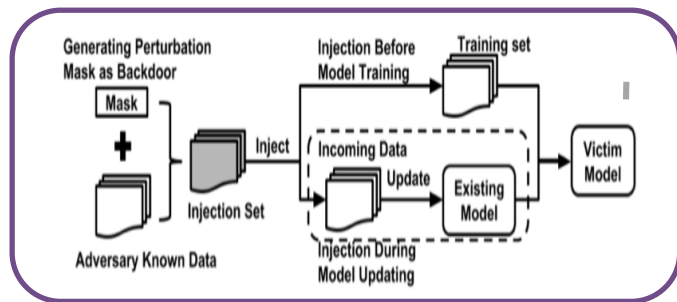 Generating Perturbation
Mask as Backdoor
Mask
Adversary Known Data
Injection Set
Inject
Injection Before
Model Training
Training set
Incoming Data
Update
Existing
Model
Injection During
Model Updating
Victim
Model